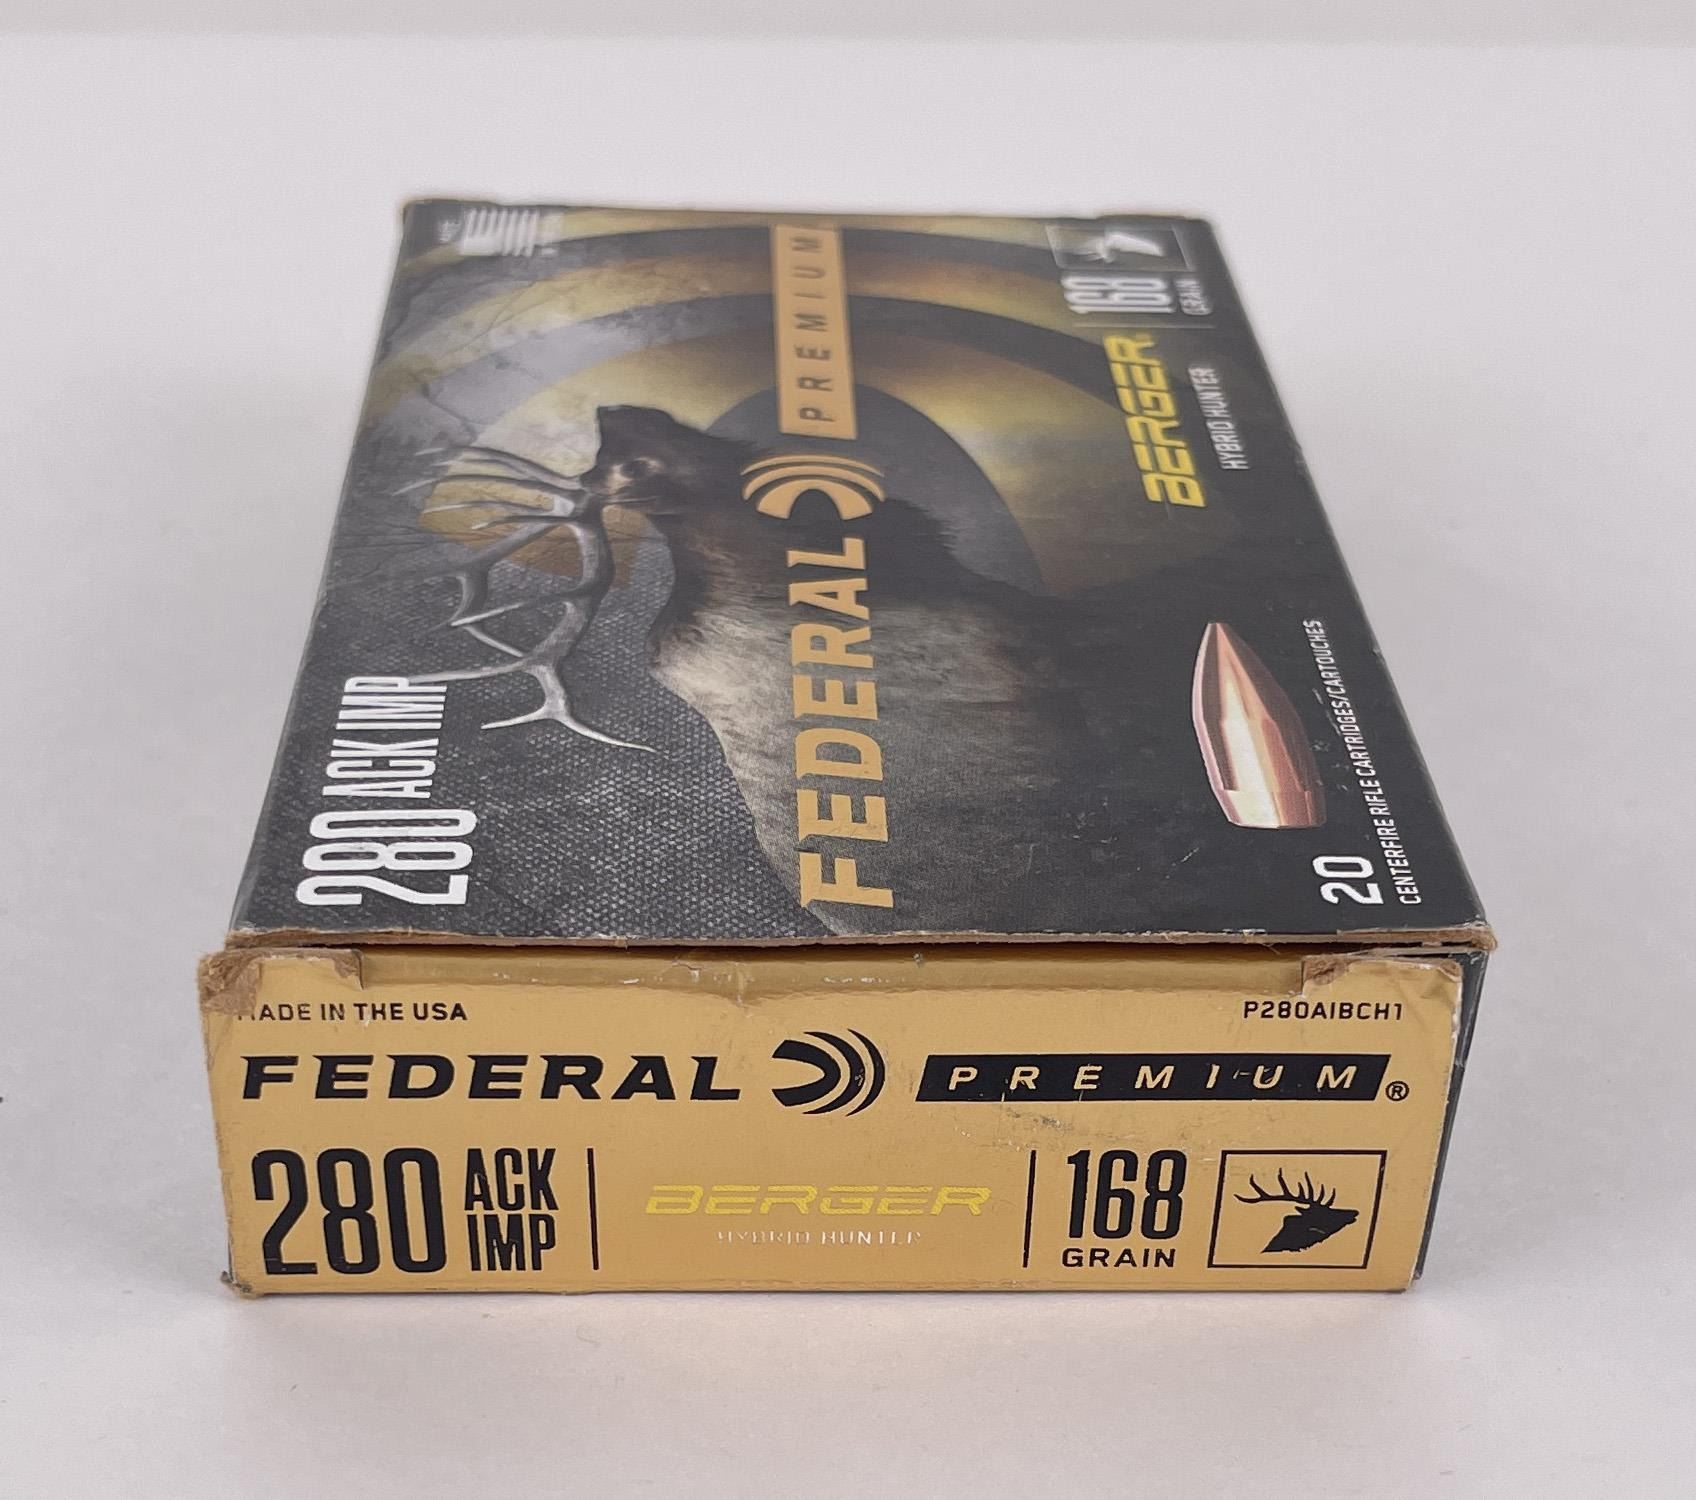 280 ACK IMP
FEDERAL PREMIUM
BERGER
HYBRID HUNTER
168
GRAIN
20
CENTERFIRE RIFLE CARTRIDGES/CARTOUCHES
MADE IN THE USA
P280AIBCH1
FEDERAL PREMIUM®
280 ACK
IMP
BERGER
HYBRID HUNTER
168
GRAIN